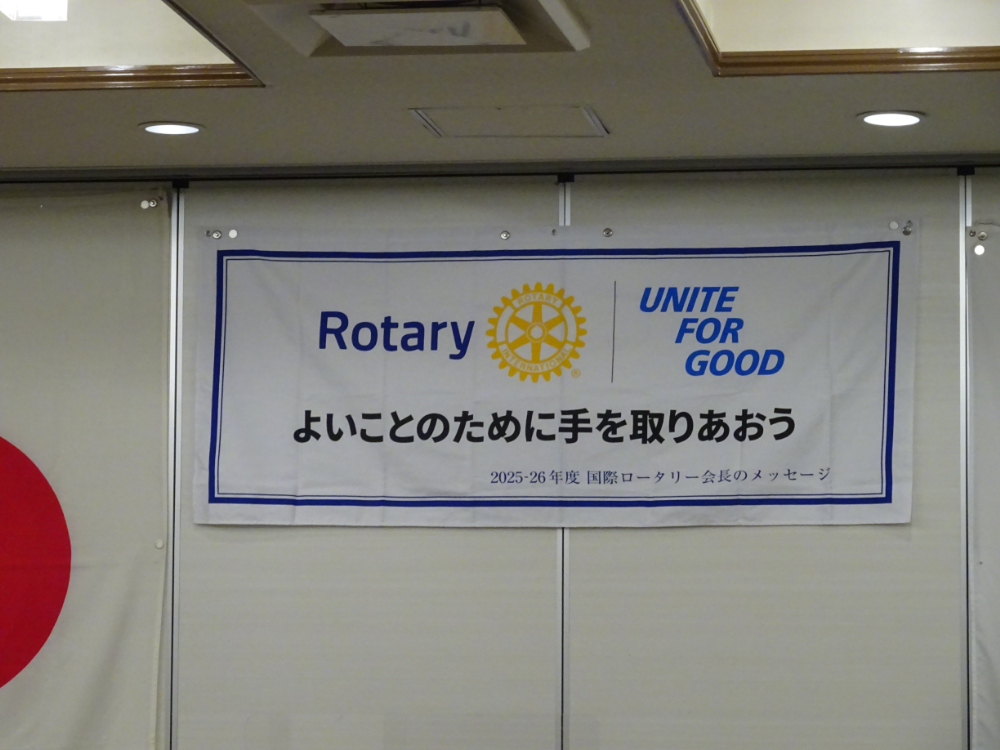 Rotary
ROTARY
INTERNATIONAL
®
UNITE
FOR
GOOD
よいことのために手を取りあおう
2025-26年度 国際ロータリー会長のメッセージ